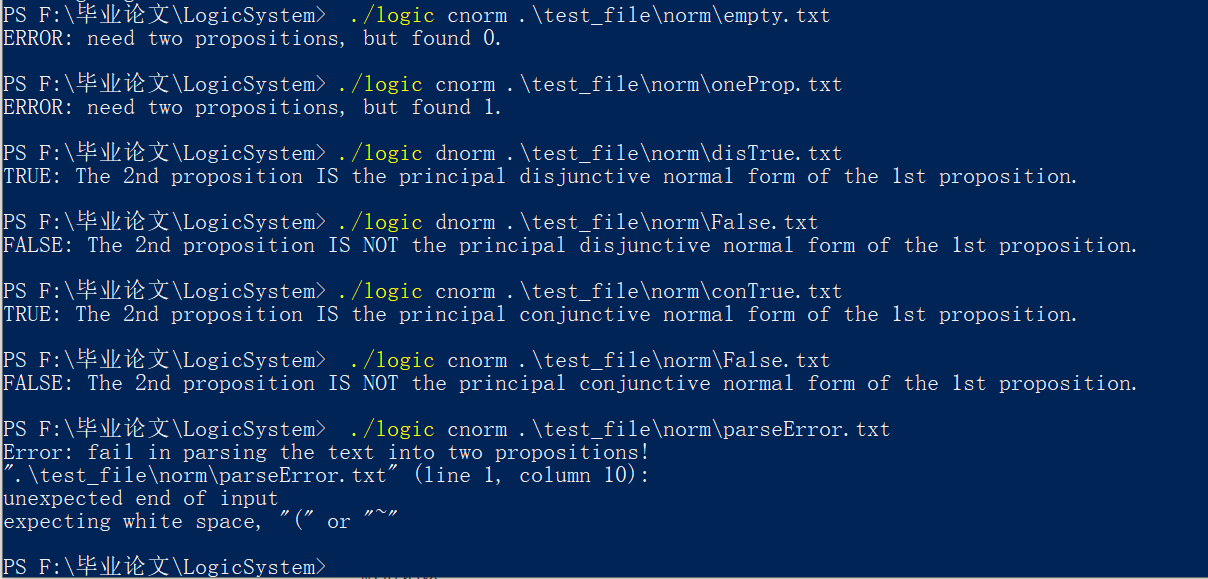 PS F:\毕业论文\LogicSystem>  ./logic cnorm .\test_file\norm\empty.txt
ERROR: need two propositions, but found 0.
PS F:\毕业论文\LogicSystem> ./logic cnorm .\test_file\norm\oneProp.txt
ERROR: need two propositions, but found 1.
PS F:\毕业论文\LogicSystem> ./logic dnorm .\test_file\norm\disTrue.txt
TRUE: The 2nd proposition IS the principal disjunctive normal form of the 1st proposition.
PS F:\毕业论文\LogicSystem> ./logic dnorm .\test_file\norm\False.txt
FALSE: The 2nd proposition IS NOT the principal disjunctive normal form of the 1st proposition.
PS F:\毕业论文\LogicSystem> ./logic cnorm .\test_file\norm\conTrue.txt
TRUE: The 2nd proposition IS the principal conjunctive normal form of the 1st proposition.
PS F:\毕业论文\LogicSystem>  ./logic cnorm .\test_file\norm\False.txt
FALSE: The 2nd proposition IS NOT the principal conjunctive normal form of the 1st proposition.
PS F:\毕业论文\LogicSystem>  ./logic cnorm .\test_file\norm\parseError.txt
Error: fail in parsing the text into two propositions!
".\test_file\norm\parseError.txt" (line 1, column 10):
unexpected end of input
expecting white space, "(" or "~"
PS F:\毕业论文\LogicSystem>